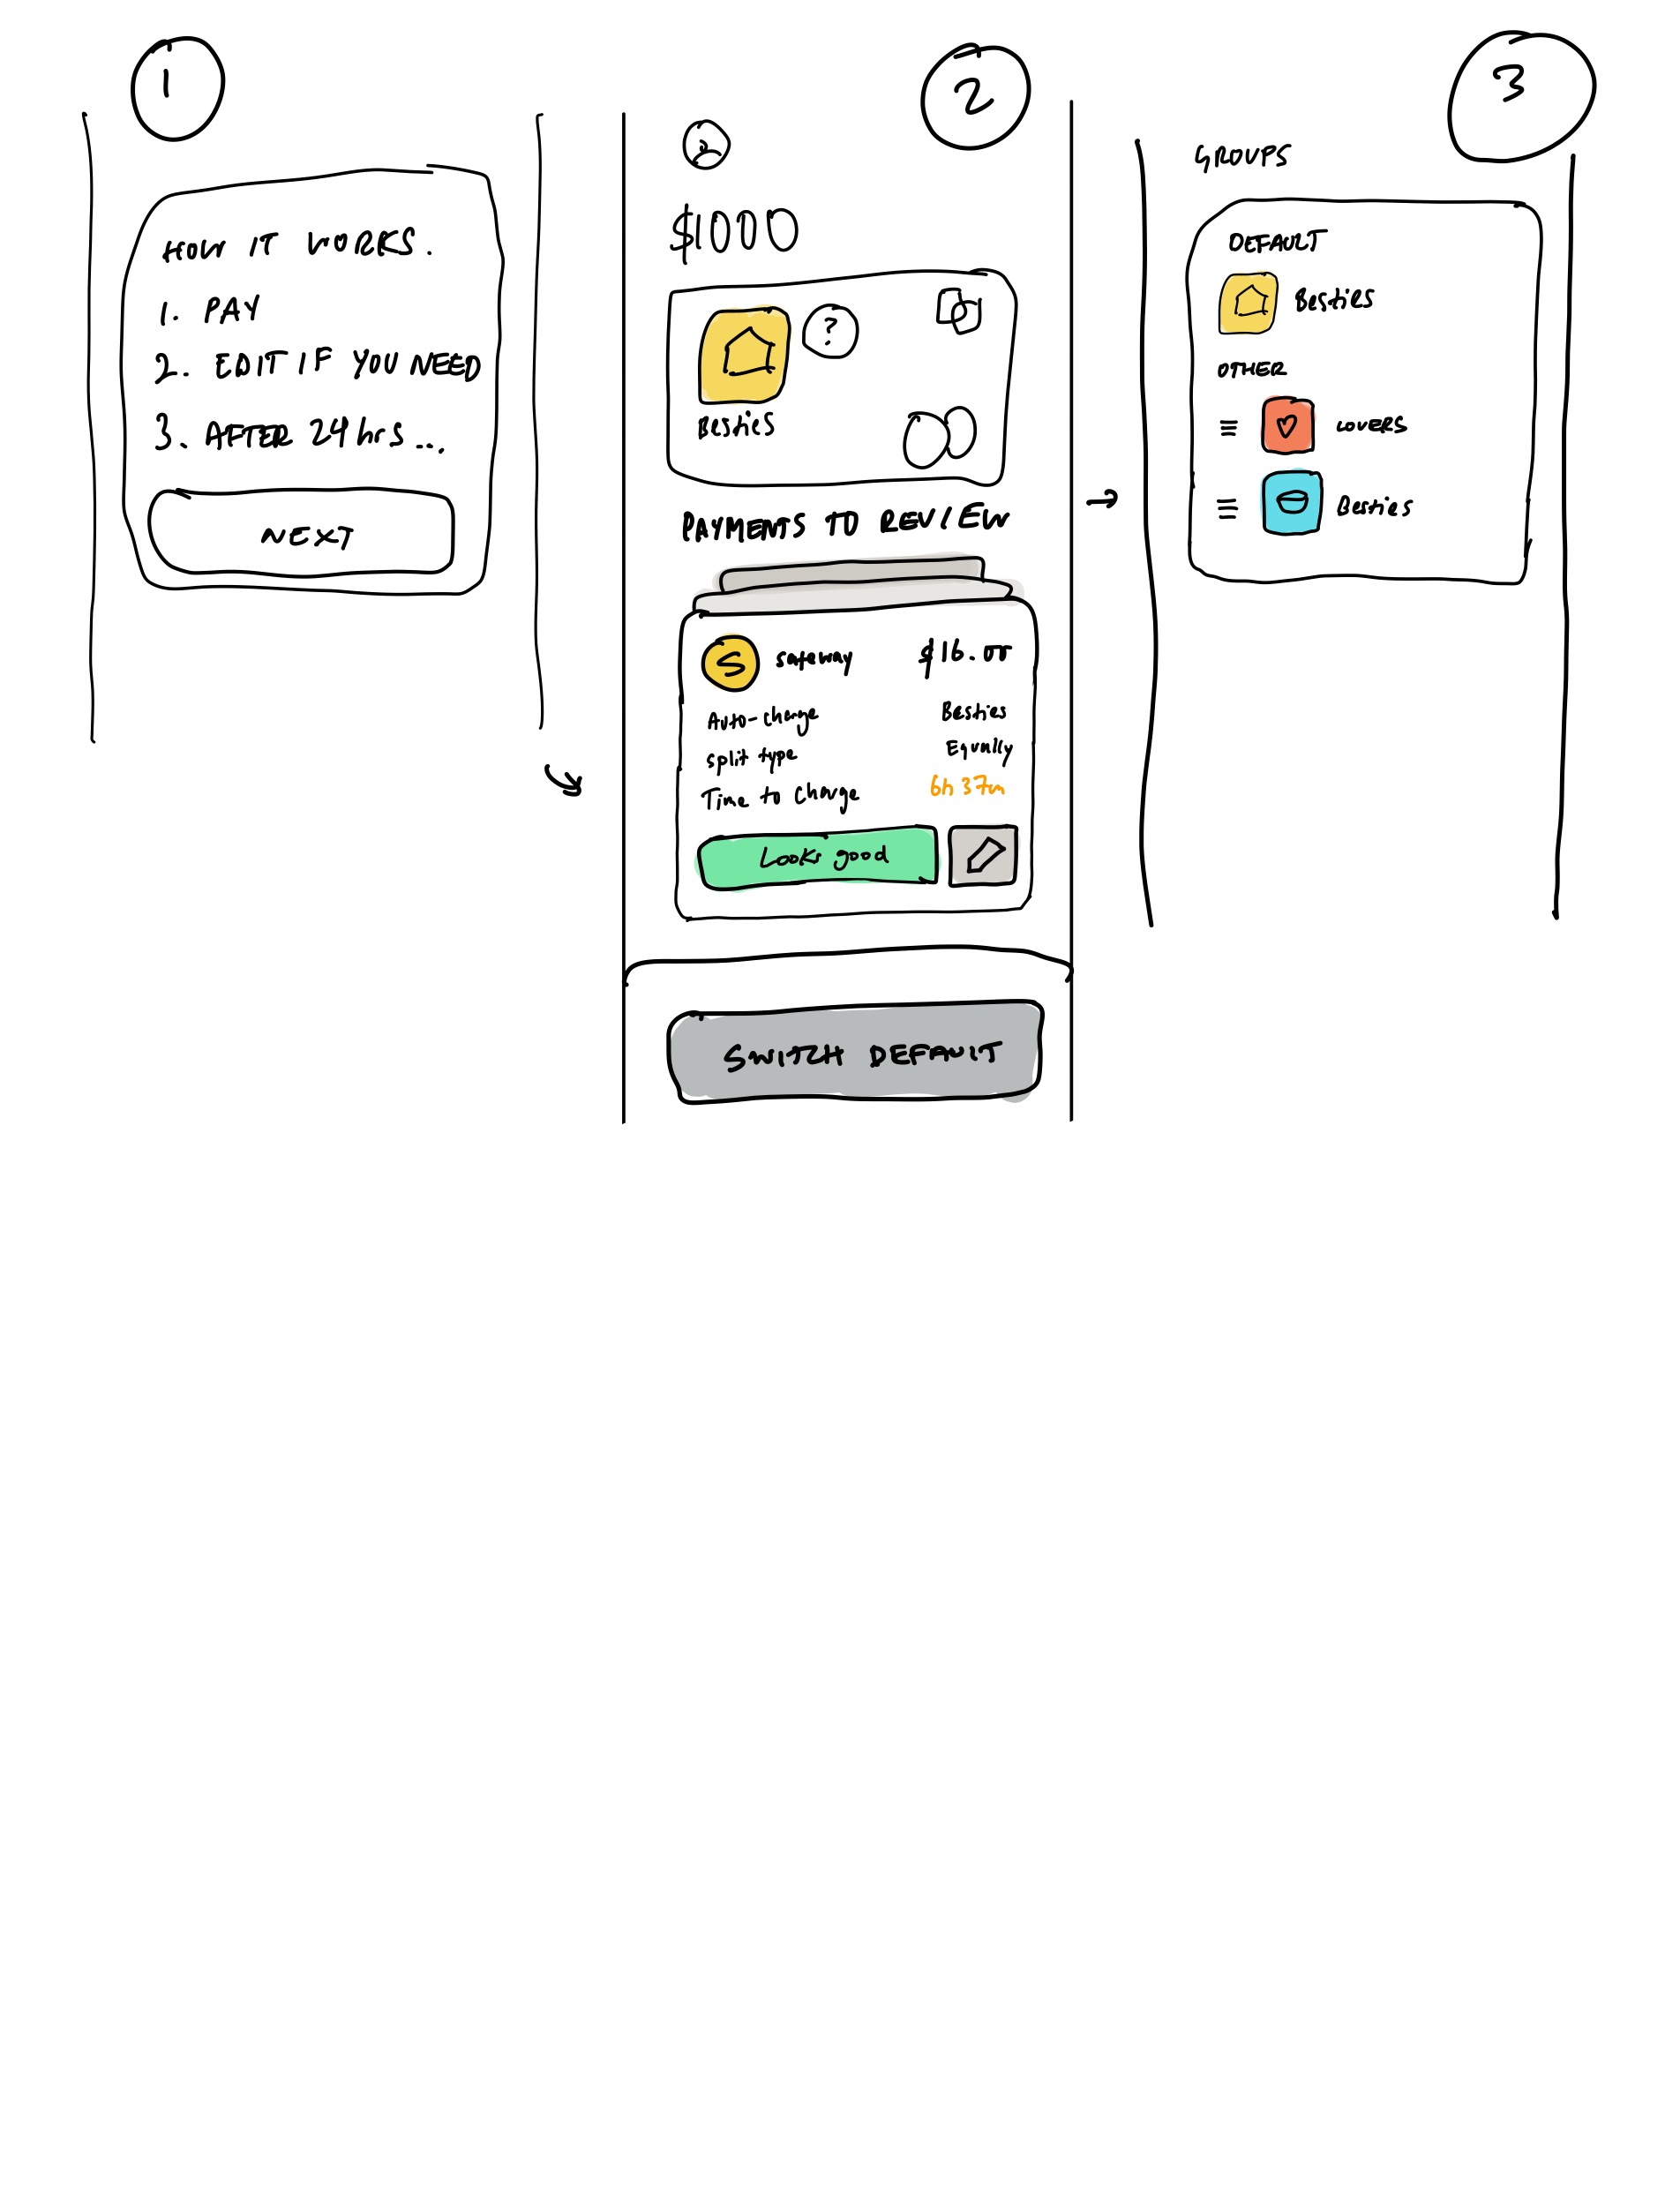 1
HOW IT WORKS.
1. PAY
2. EDIT IF YOU NEED
3. AFTER 24hrs...
NEXT
2
$1000
?
Besties
PAYMENTS TO REVIEW
S safeway $16.00
Auto-charge Besties
split type Equally
Time to charge 6h 37m
Looks good
SWITCH DEFAULT
3
GROUPS
DEFAULT
Besties
OTHER
LOVERS
Besties